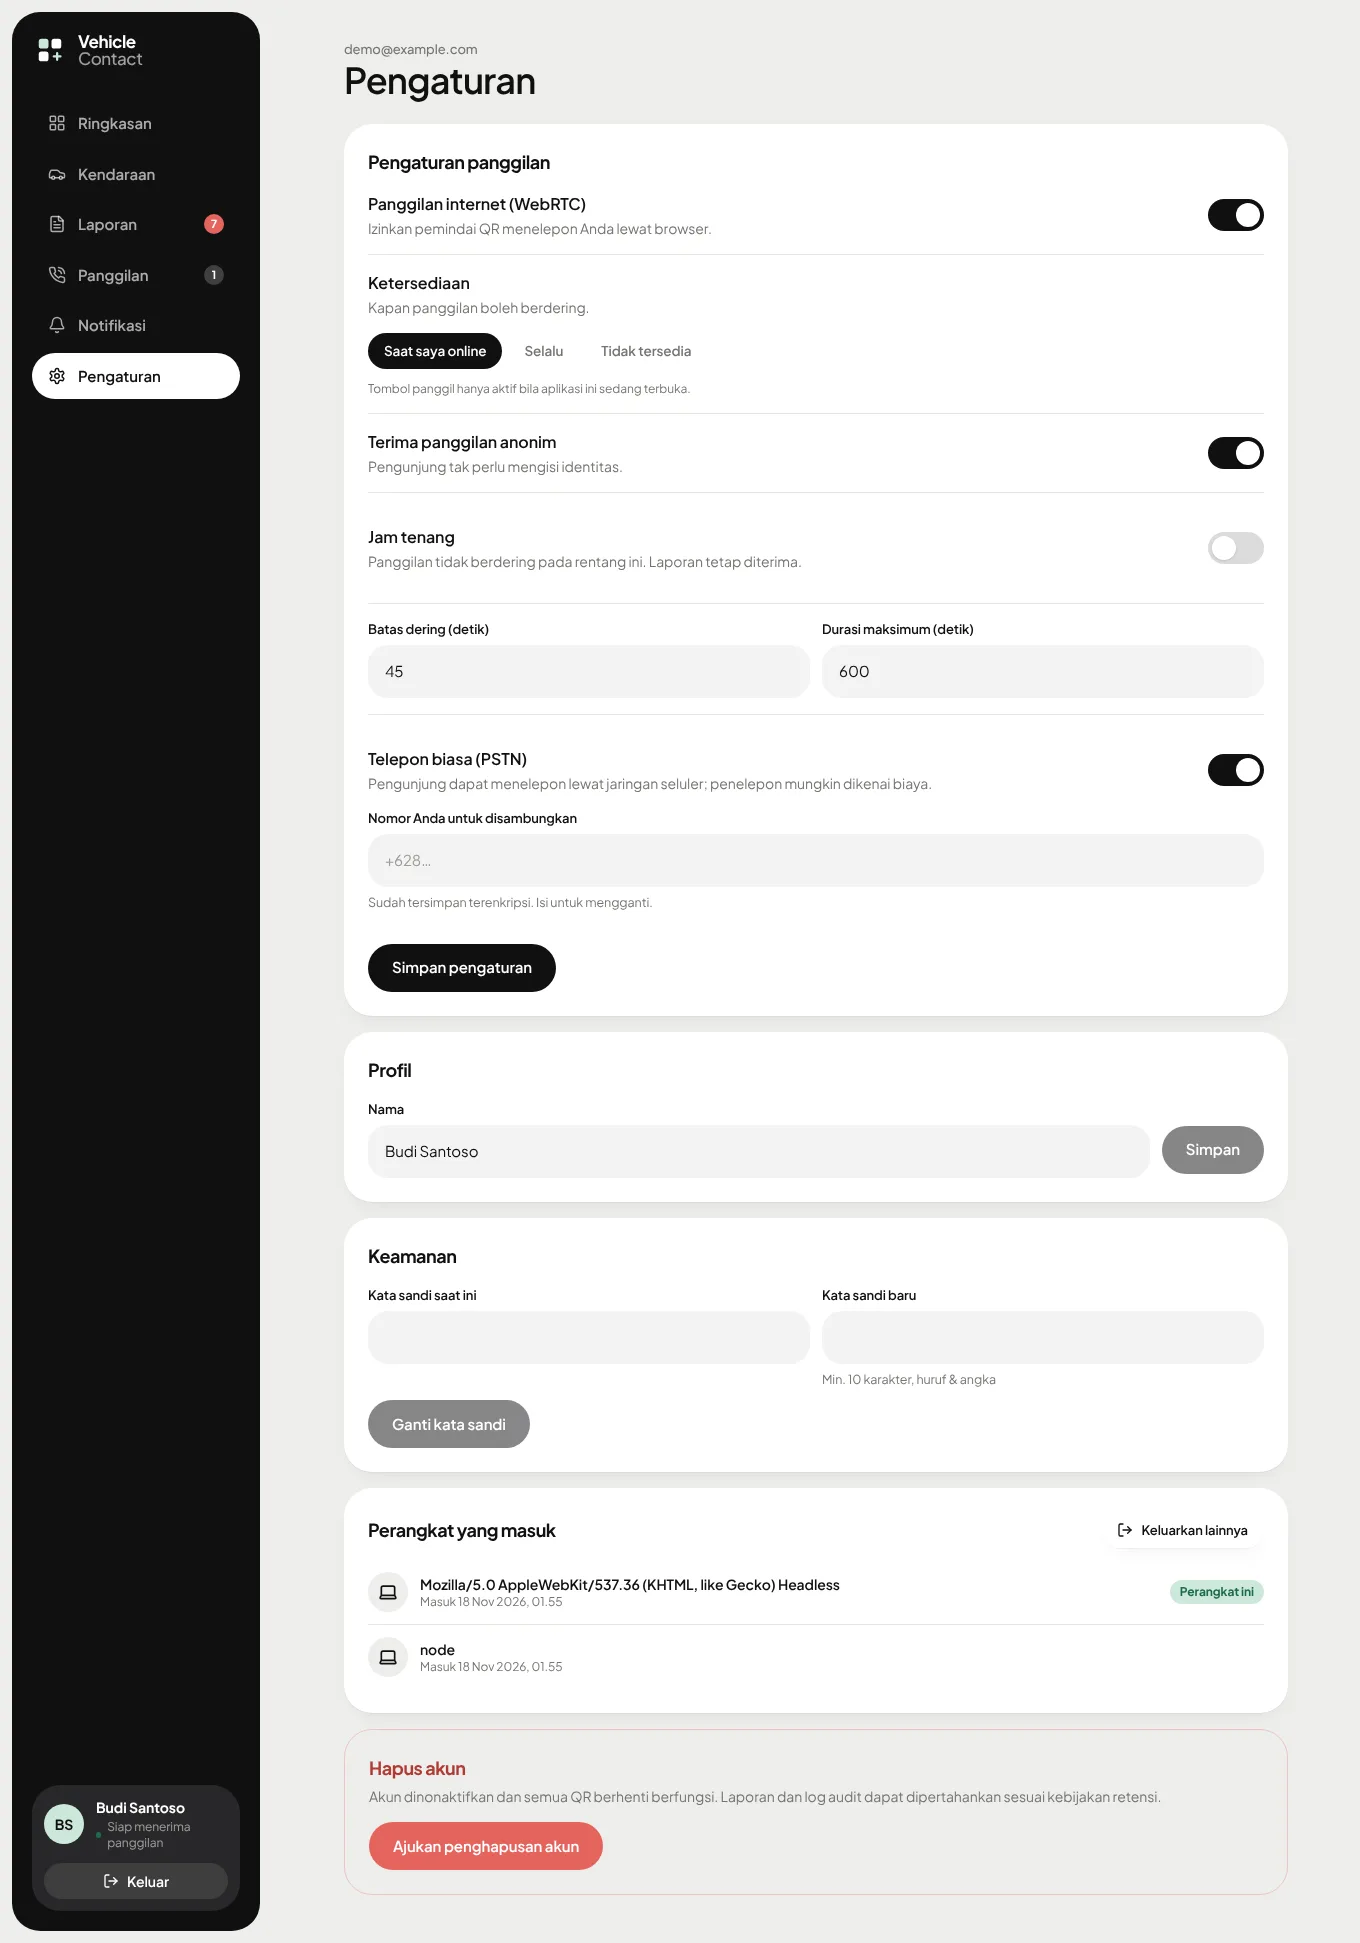 Vehicle
Contact
Ringkasan
Kendaraan
Laporan 7
Panggilan 1
Notifikasi
Pengaturan
Budi Santoso
Siap menerima
panggilan
BS
Keluar
demo@example.com
Pengaturan
Pengaturan panggilan
Panggilan internet (WebRTC)
Izinkan pemindai QR menelepon Anda lewat browser.
Ketersediaan
Kapan panggilan boleh berdering.
Saat saya online Selalu Tidak tersedia
Tombol panggil hanya aktif bila aplikasi ini sedang terbuka.
Terima panggilan anonim
Pengunjung tak perlu mengisi identitas.
Jam tenang
Panggilan tidak berdering pada rentang ini. Laporan tetap diterima.
Batas dering (detik) Durasi maksimum (detik)
45 600
Telepon biasa (PSTN)
Pengunjung dapat menelepon lewat jaringan seluler; penelepon mungkin dikenai biaya.
Nomor Anda untuk disambungkan
+628...
Sudah tersimpan terenkripsi. Isi untuk mengganti.
Simpan pengaturan
Profil
Nama
Budi Santoso Simpan
Keamanan
Kata sandi saat ini Kata sandi baru
Min. 10 karakter, huruf & angka
Ganti kata sandi
Perangkat yang masuk Keluarkan lainnya
Mozilla/5.0 AppleWebKit/537.36 (KHTML, like Gecko) Headless
Masuk 18 Nov 2026, 01.55
Perangkat ini
node
Masuk 18 Nov 2026, 01.55
Hapus akun
Akun dinonaktifkan dan semua QR berhenti berfungsi. Laporan dan log audit dapat dipertahankan sesuai kebijakan retensi.
Ajukan penghapusan akun